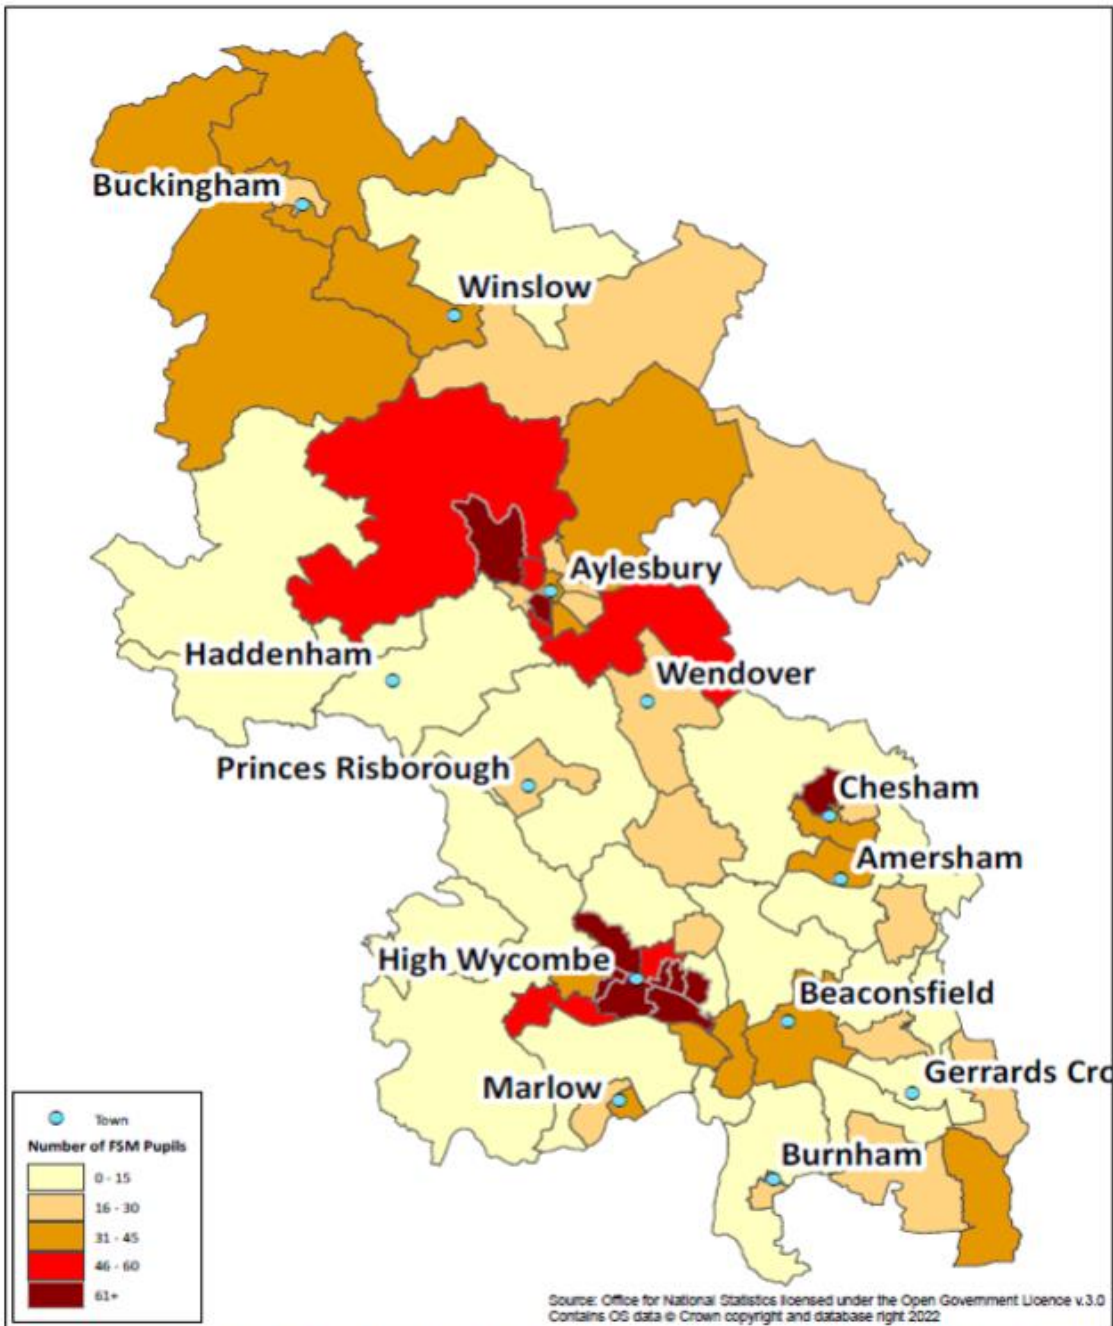 Buckingham
Winslow
Aylesbury
Haddenham
Wendover
Princes Risborough
Chesham
Amersham
High Wycombe
Beaconsfield
Gerrards Cro
Marlow
Burnham
Town
Number of FSM Pupils
0 - 15
16 - 30
31 - 45
46 - 60
61+
Source: Office for National Statistics licensed under the Open Government Licence v.3.0
Contains OS data © Crown copyright and database right 2022